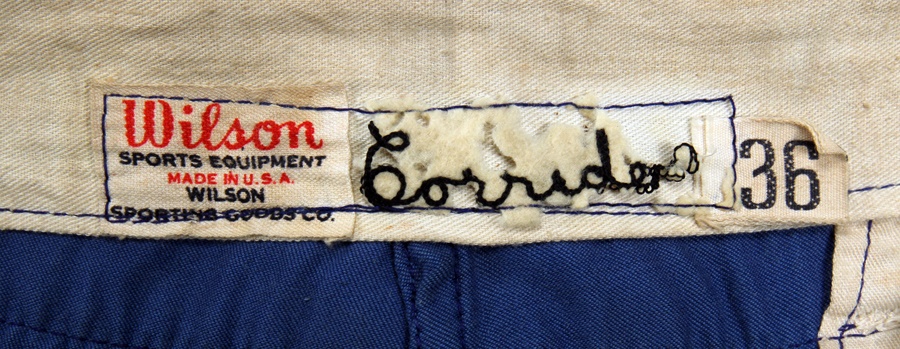 Wilson
SPORTS EQUIPMENT
MADE IN U.S.A.
WILSON
SPORTING GOODS CO.
Corriden
36